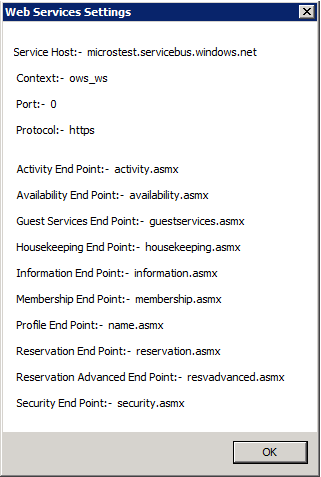 Web Services Settings
Service Host:- microstest.servicebus.windows.net
Context:- ows_ws
Port:- 0
Protocol:- https
Activity End Point:- activity.asmx
Availability End Point:- availability.asmx
Guest Services End Point:- guestservices.asmx
Housekeeping End Point:- housekeeping.asmx
Information End Point:- information.asmx
Membership End Point:- membership.asmx
Profile End Point:- name.asmx
Reservation End Point:- reservation.asmx
Reservation Advanced End Point:- resvadvanced.asmx
Security End Point:- security.asmx
OK